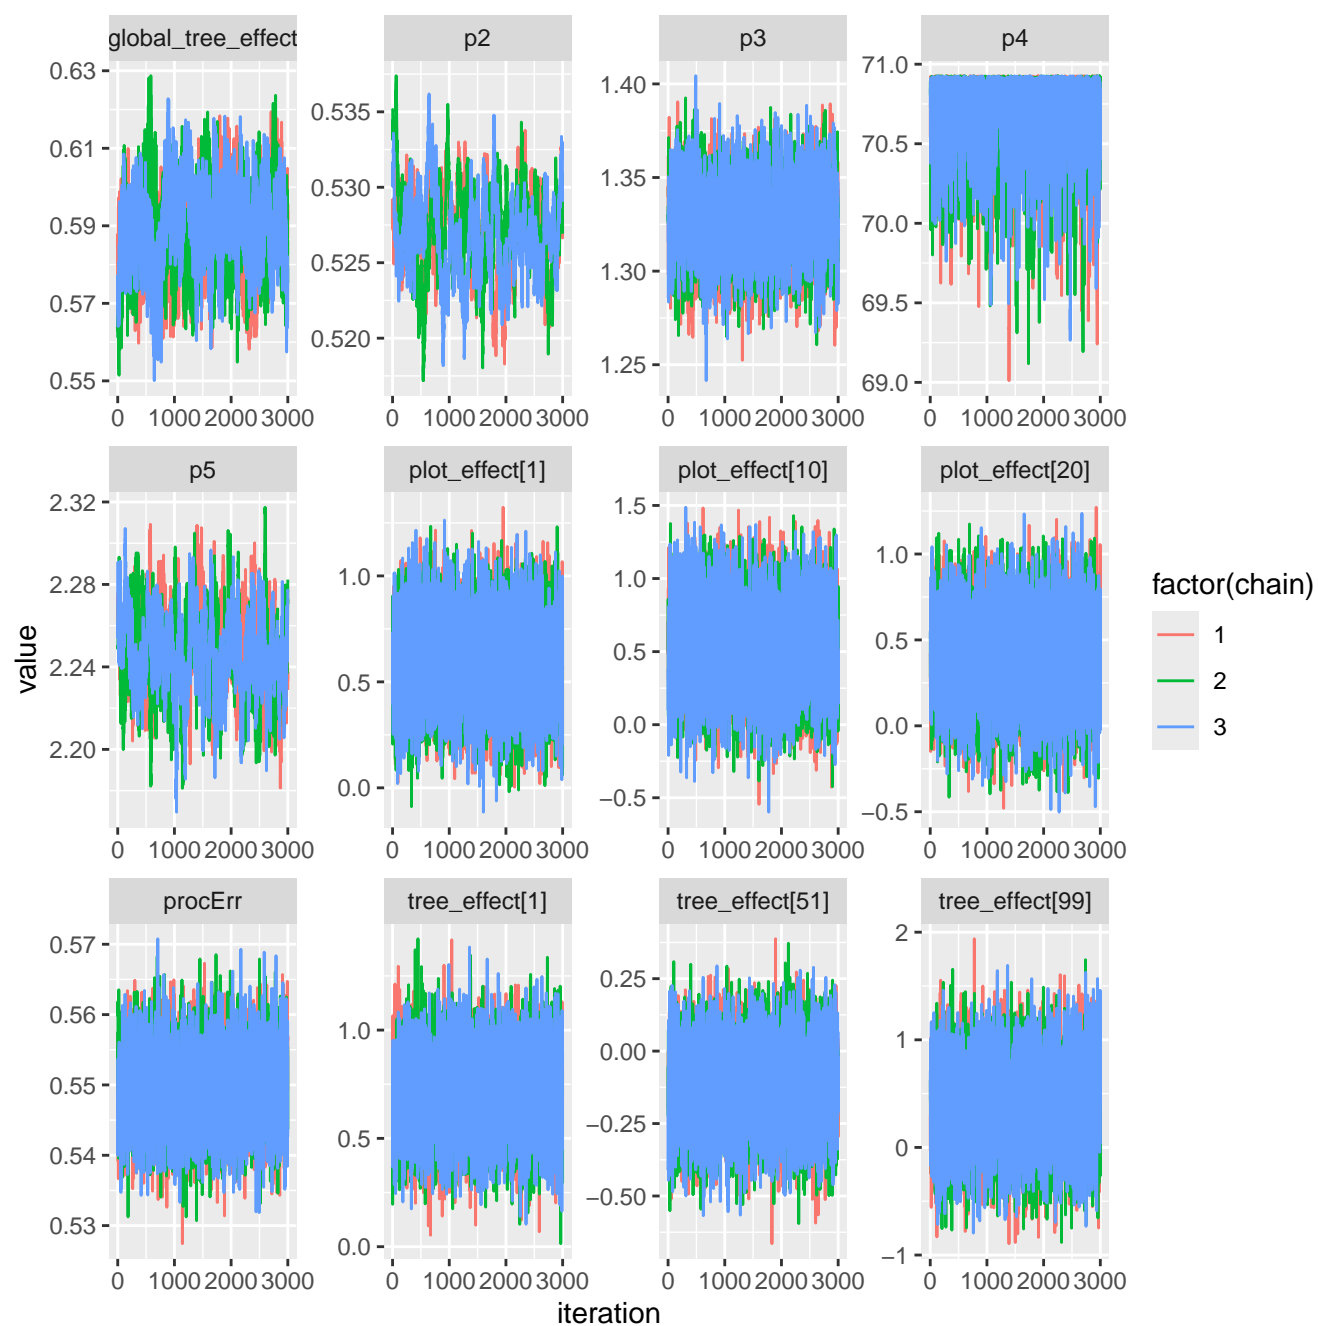 global_tree_effect p2 p3 p4
0.63
0.61
0.59
0.57
0.55
0 1000 2000 3000
0.535
0.530
0.525
0.520
0 1000 2000 3000
1.40
1.35
1.30
1.25
0 1000 2000 3000
71.0
70.5
70.0
69.5
69.0
0 1000 2000 3000
p5 plot_effect[1] plot_effect[10] plot_effect[20]
value
2.32
2.28
2.24
2.20
0 1000 2000 3000
1.0
0.5
0.0
0 1000 2000 3000
1.5
1.0
0.5
0.0
−0.5
0 1000 2000 3000
1.0
0.5
0.0
−0.5
0 1000 2000 3000
procErr tree_effect[1] tree_effect[51] tree_effect[99]
0.57
0.56
0.55
0.54
0.53
0 1000 2000 3000
1.0
0.5
0.0
0 1000 2000 3000
0.25
0.00
−0.25
−0.50
0 1000 2000 3000
2
1
0
−1
0 1000 2000 3000
iteration
factor(chain)
1
2
3